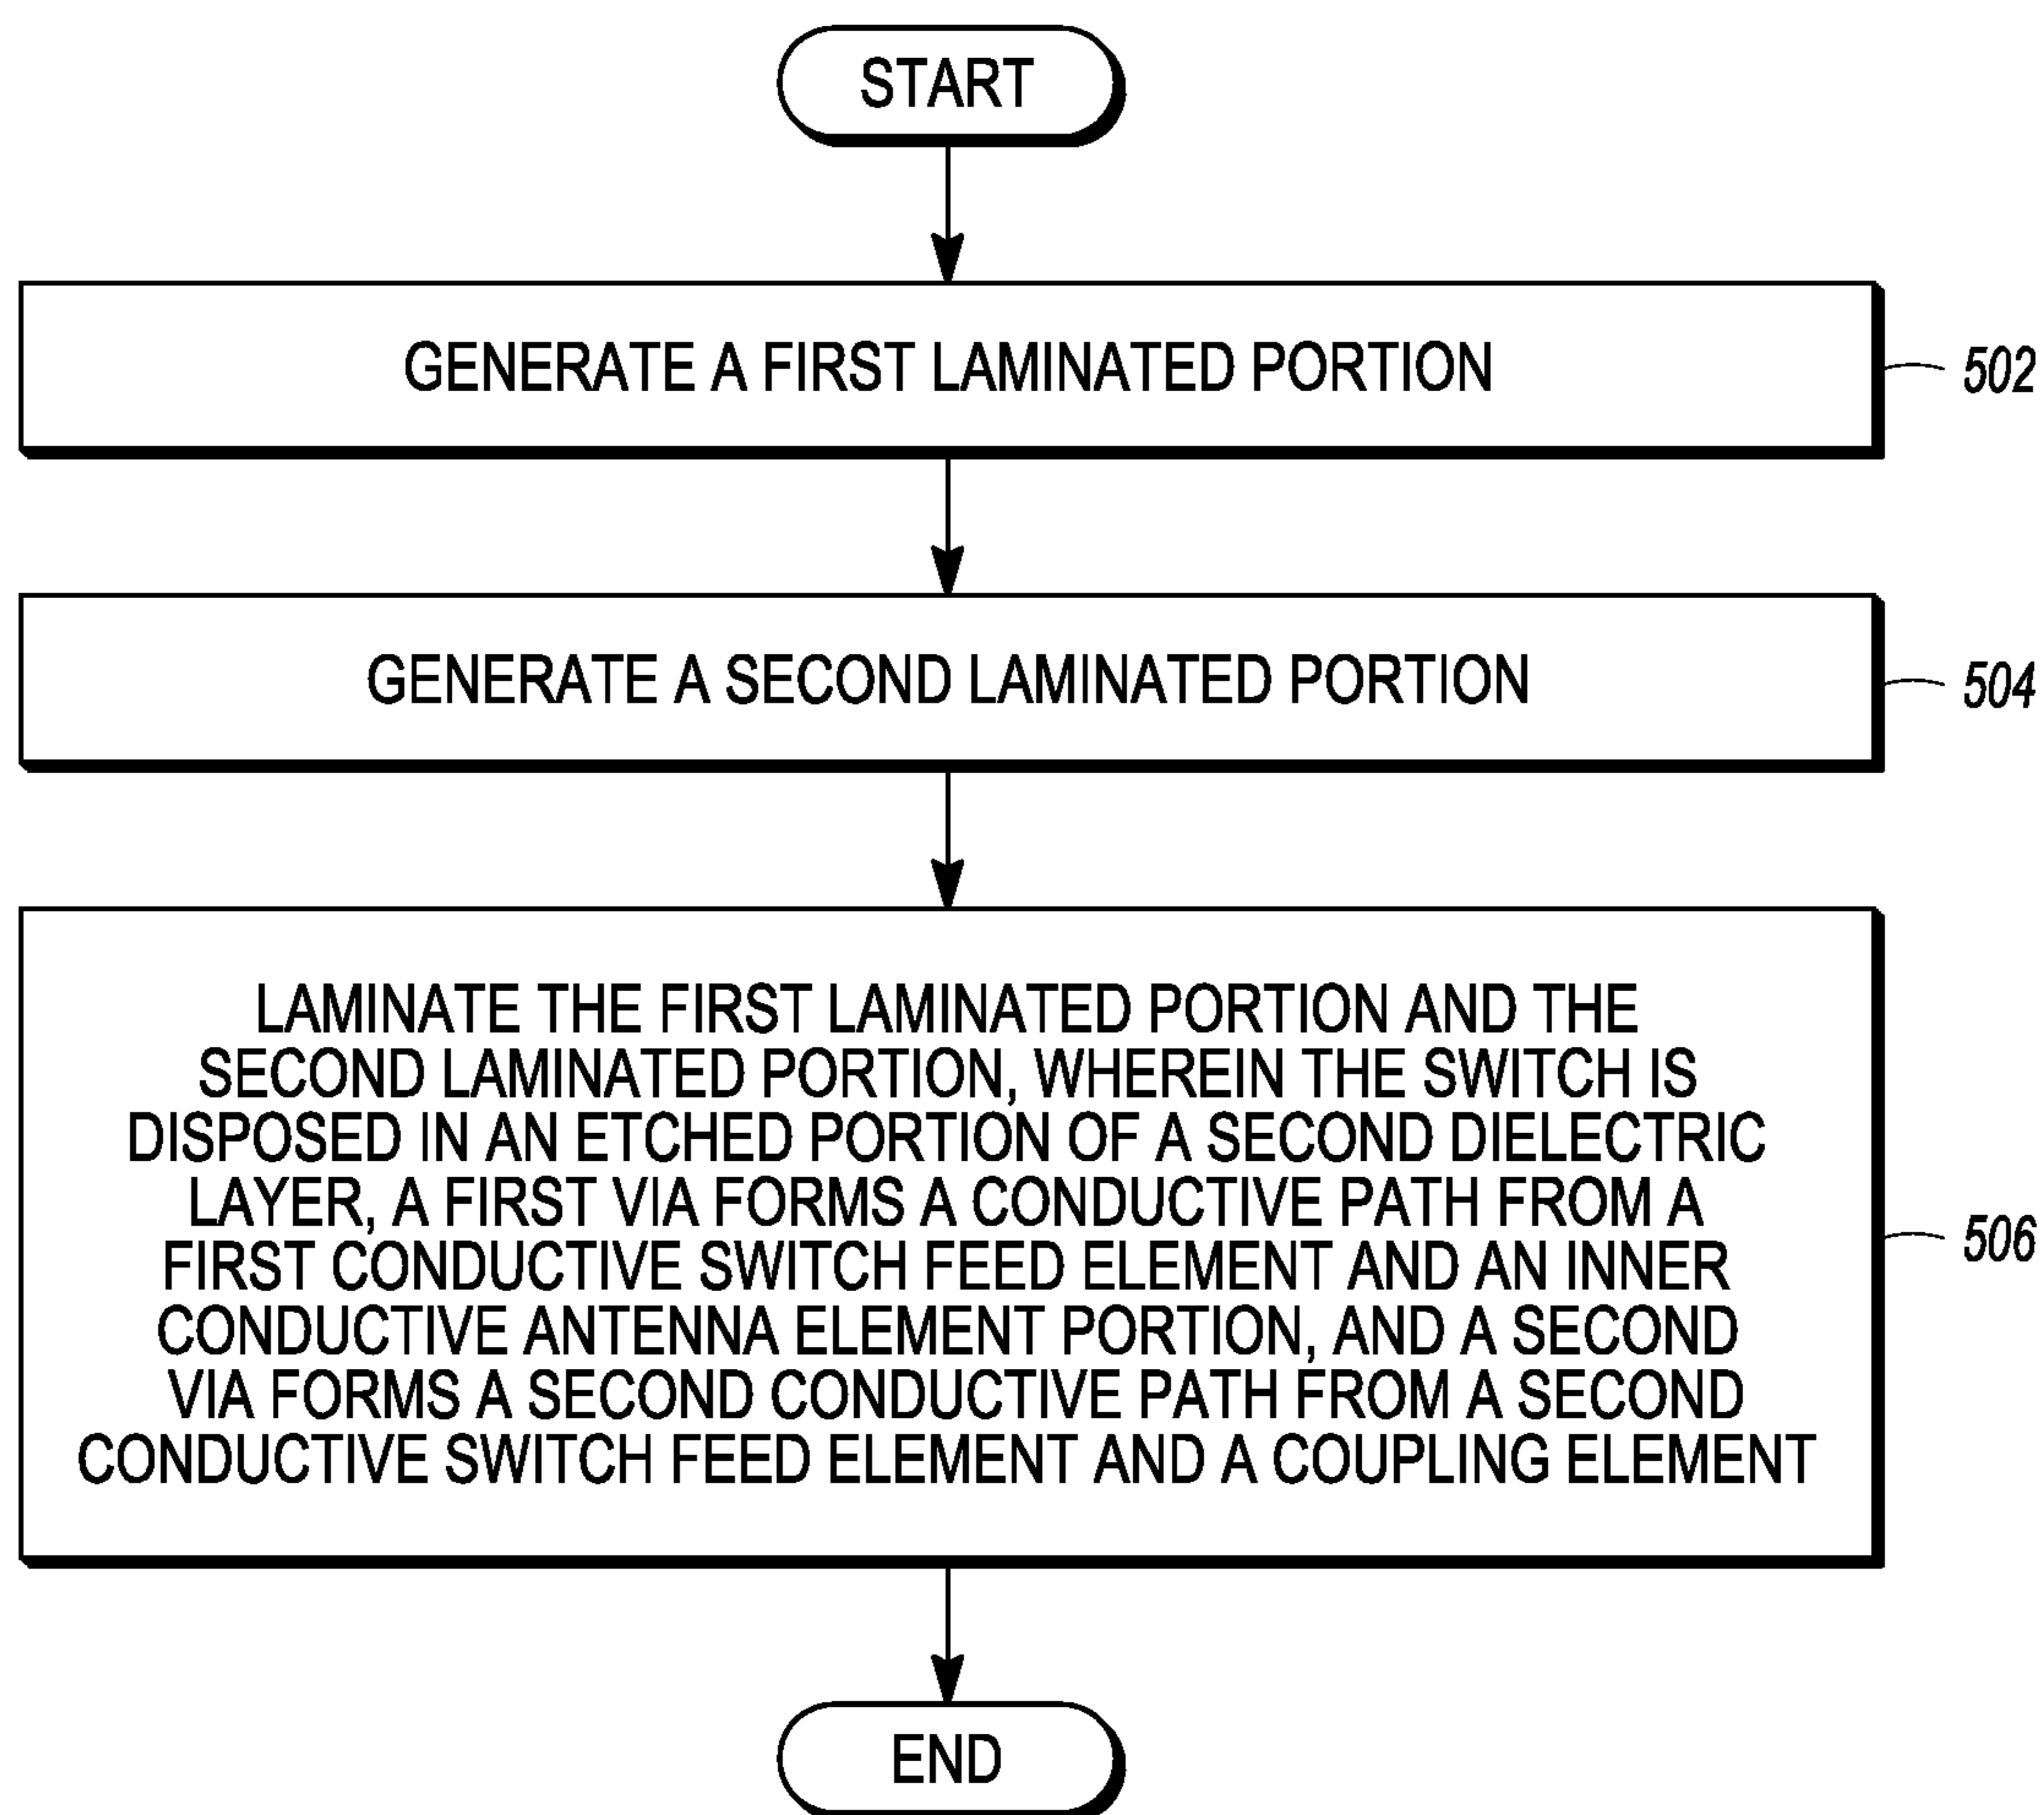 START
GENERATE A FIRST LAMINATED PORTION
502
GENERATE A SECOND LAMINATED PORTION
504
LAMINATE THE FIRST LAMINATED PORTION AND THE
SECOND LAMINATED PORTION, WHEREIN THE SWITCH IS
DISPOSED IN AN ETCHED PORTION OF A SECOND DIELECTRIC
LAYER, A FIRST VIA FORMS A CONDUCTIVE PATH FROM A
FIRST CONDUCTIVE SWITCH FEED ELEMENT AND AN INNER
CONDUCTIVE ANTENNA ELEMENT PORTION, AND A SECOND
VIA FORMS A SECOND CONDUCTIVE PATH FROM A SECOND
CONDUCTIVE SWITCH FEED ELEMENT AND A COUPLING ELEMENT
506
END